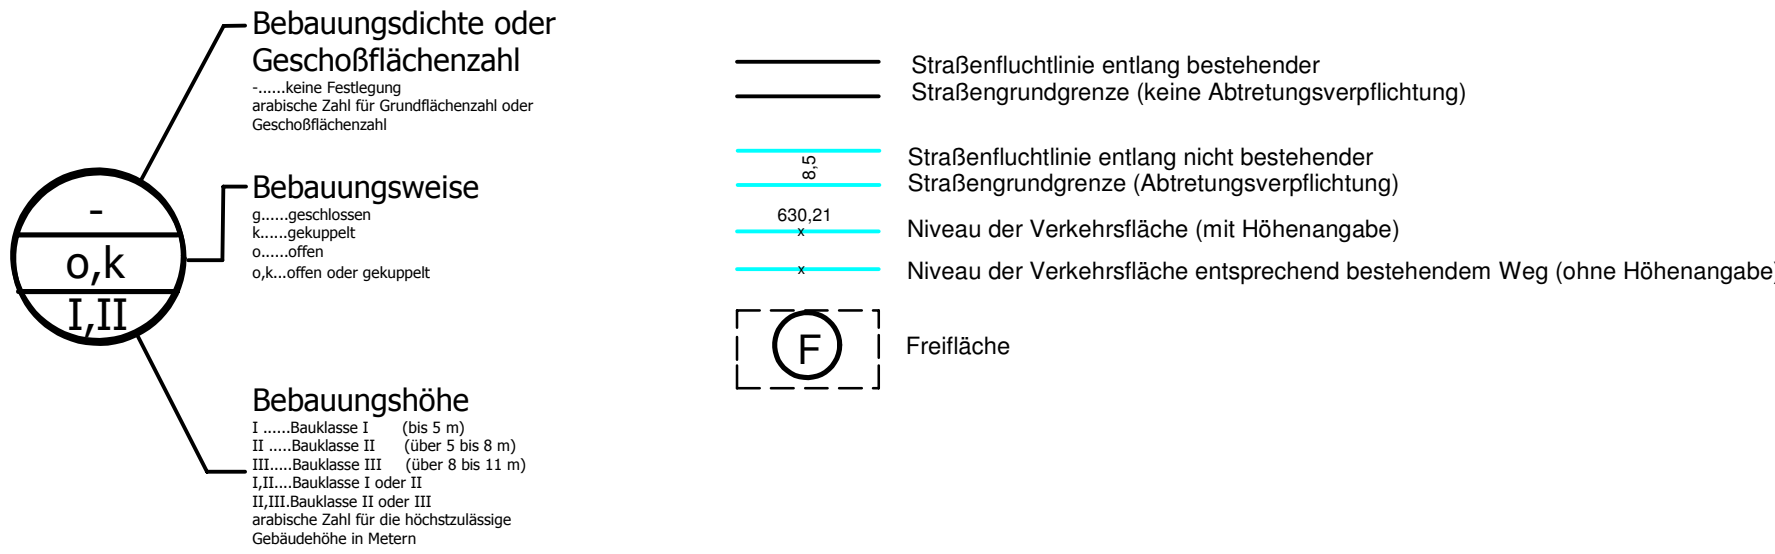 Bebauungsdichte oder
Geschoßflächenzahl
-......keine Festlegung
arabische Zahl für Grundflächenzahl oder
Geschoßflächenzahl
-
o,k
I,II
Bebauungsweise
g......geschlossen
k......gekuppelt
o......offen
o,k...offen oder gekuppelt
Bebauungshöhe
I ......Bauklasse I (bis 5 m)
II .....Bauklasse II (über 5 bis 8 m)
III.....Bauklasse III (über 8 bis 11 m)
I,II....Bauklasse I oder II
II,III.Bauklasse II oder III
arabische Zahl für die höchstzulässige
Gebäudehöhe in Metern
Straßenfluchtlinie entlang bestehender
Straßengrundgrenze (keine Abtretungsverpflichtung)
8,5
Straßenfluchtlinie entlang nicht bestehender
Straßengrundgrenze (Abtretungsverpflichtung)
630,21
x
Niveau der Verkehrsfläche (mit Höhenangabe)
x
Niveau der Verkehrsfläche entsprechend bestehendem Weg (ohne Höhenangabe)
F
Freifläche